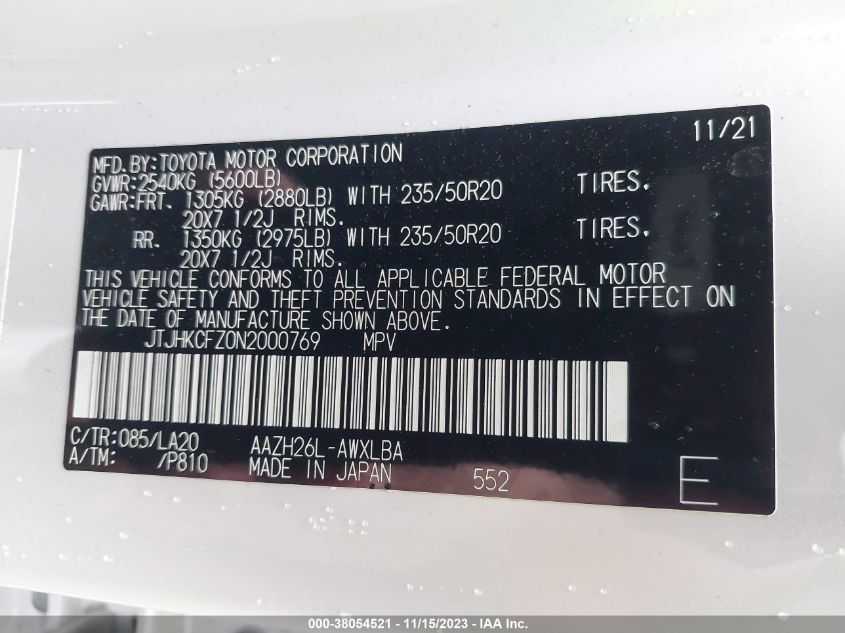 11/21
MFD.BY:TOYOTA MOTOR CORPORATION
GVWR:2540KG (5600LB)
GAWR:FRT. 1305KG (2880LB) WITH 235/50R20 TIRES.
20X7 1/2J RIMS.
RR. 1350KG (2975LB) WITH 235/50R20 TIRES.
20X7 1/2J RIMS.
THIS VEHICLE CONFORMS TO ALL APPLICABLE FEDERAL MOTOR
VEHICLE SAFETY AND THEFT PREVENTION STANDARDS IN EFFECT ON
THE DATE OF MANUFACTURE SHOWN ABOVE.
JTJHKCFZ0N2000769 MPV
C/TR:085/LA20 AAZH26L-AWXLBA
A/TM: /P810 MADE IN JAPAN 552 E
000-38054521 - 11/15/2023 - IAA Inc.